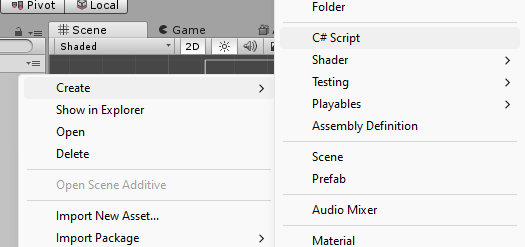 Pivot Local
Scene Game
Shaded 2D
Create
Show in Explorer
Open
Delete
Open Scene Additive
Import New Asset...
Import Package
Folder
C# Script
Shader
Testing
Playables
Assembly Definition
Scene
Prefab
Audio Mixer
Material